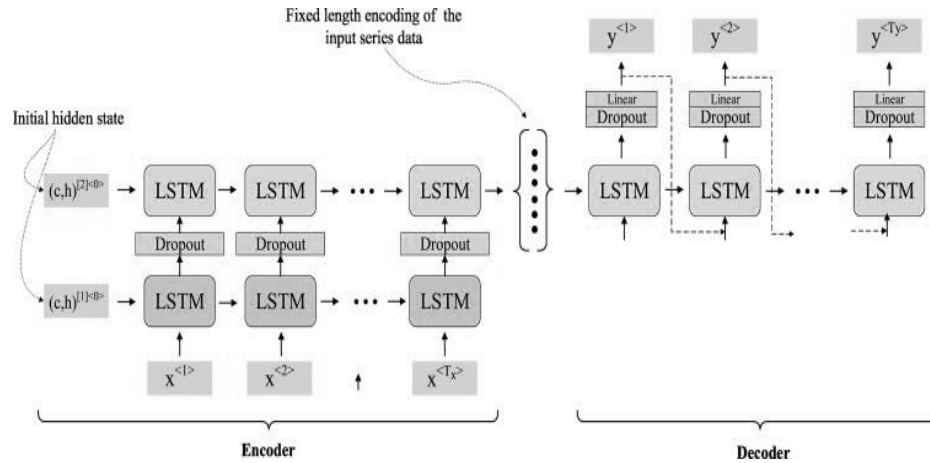 Fixed length encoding of the
input series data
y<1> y<2> y<Ty>
Linear Linear Linear
Dropout Dropout Dropout
Initial hidden state
(c,h)[2]<0> LSTM LSTM ••• LSTM LSTM LSTM ••• LSTM
Dropout Dropout Dropout
(c,h)[1]<0> LSTM LSTM ••• LSTM
x<1> x<2> x<Tx>
Encoder Decoder